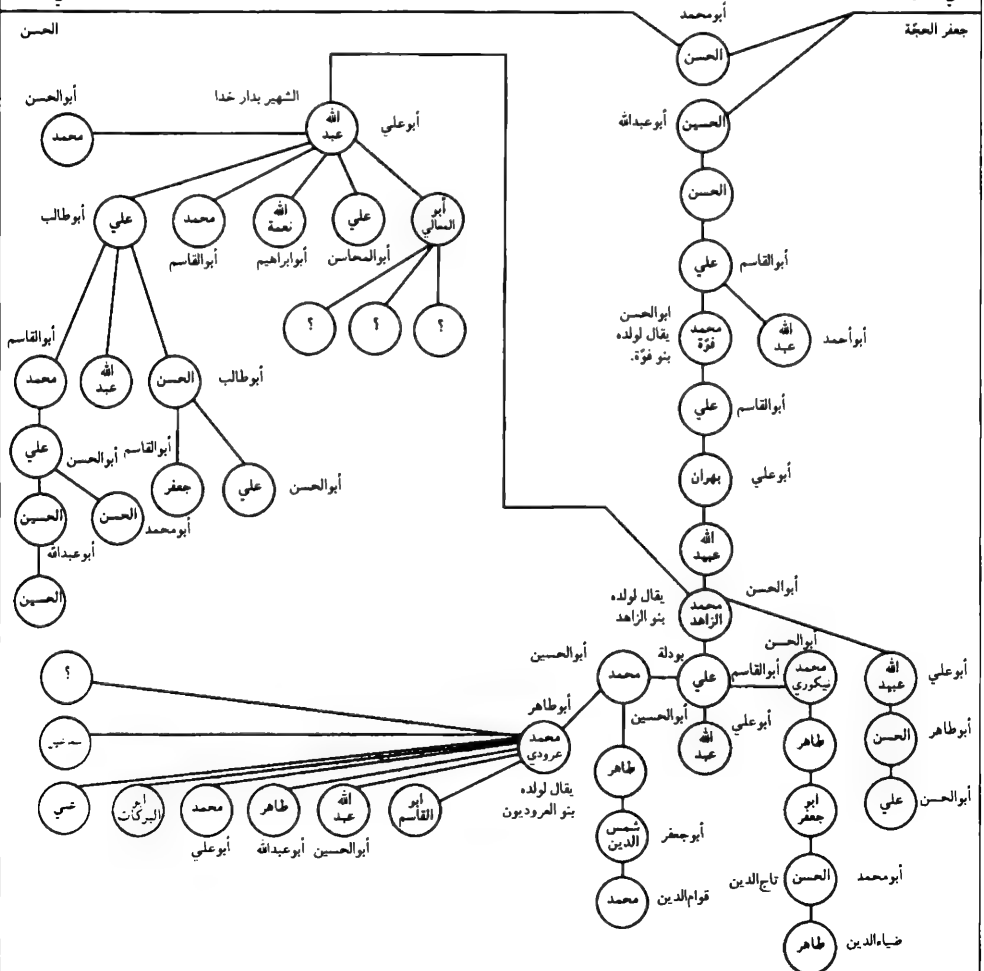 أبومحمد
جعفر الحجّة
الحسن
الحسن
أبوعبدالله
الحسين
الحسن
علي
أبوالقاسم
ابوالحسن
يقال لولده
بنو فوّة.
محمد
فوّة
الله
عبد
أبوأحمد
علي
أبوالقاسم
بهران
أبوعلي
الله
عبيد
محمد
الزاهد
يقال لولده
بنو الزاهد
أبوالحسن
الشهير بدار خدا
الله
عبد
أبوعلي
أبوالحسن
محمد
أبو
المعالي
علي
أبوالمحاسن
الله
نعمة
أبوابراهيم
محمد
أبوالقاسم
علي
أبوطالب
؟
؟
؟
أبوالقاسم
محمد
الله
عبد
الحسن
أبوطالب
علي
أبوالحسن
أبوالقاسم
جعفر
علي
أبوالحسن
الحسين
أبوعبدالله
الحسن
أبومحمد
الحسين
أبوعلي
الله
عبيد
أبوطاهر
الحسن
أبوالحسن
علي
أبوالحسن
محمد
نيكوري
طاهر
ابو
جعفر
أبومحمد
الحسن
تاج‌الدين
ضياءالدين
طاهر
أبوالقاسم
علي
بودلة
أبوعلي
الله
عبد
أبوالحسين
محمد
أبوالحسين
طاهر
شمس
الدين
أبوجعفر
محمد
قوام‌الدين
أبوطاهر
محمد
عرودي
يقال لولده
بنو العروديون
؟
ابو
القاسم
الله
عبد
أبوالحسين
طاهر
أبوعبدالله
محمد
أبوعلي
ابو
البركات